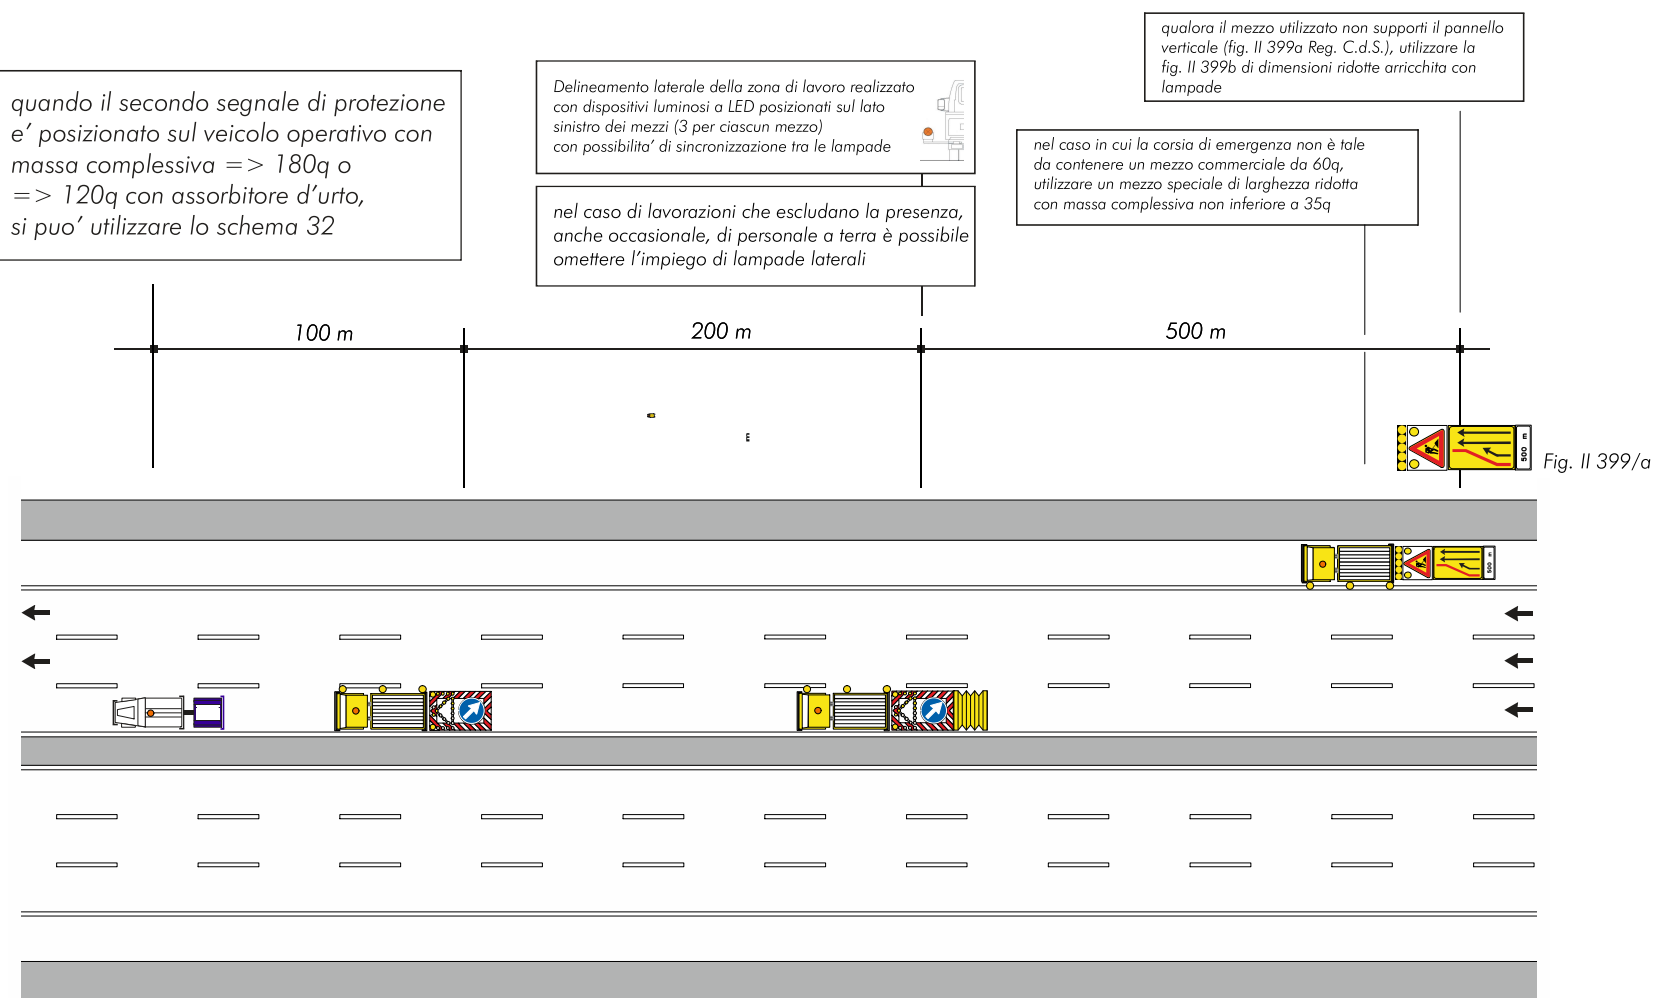 qualora il mezzo utilizzato non supporti il pannello
verticale (fig. II 399a Reg. C.d.S.), utilizzare la
fig. II 399b di dimensioni ridotte arricchita con
lampade
quando il secondo segnale di protezione
e' posizionato sul veicolo operativo con
massa complessiva => 180q o
=> 120q con assorbitore d'urto,
si puo' utilizzare lo schema 32
Delineamento laterale della zona di lavoro realizzato
con dispositivi luminosi a LED posizionati sul lato
sinistro dei mezzi (3 per ciascun mezzo)
con possibilita' di sincronizzazione tra le lampade
nel caso in cui la corsia di emergenza non è tale
da contenere un mezzo commerciale da 60q,
utilizzare un mezzo speciale di larghezza ridotta
con massa complessiva non inferiore a 35q
nel caso di lavorazioni che escludano la presenza,
anche occasionale, di personale a terra è possibile
omettere l'impiego di lampade laterali
100 m
200 m
500 m
m
500 m
Fig. II 399/a
500 m